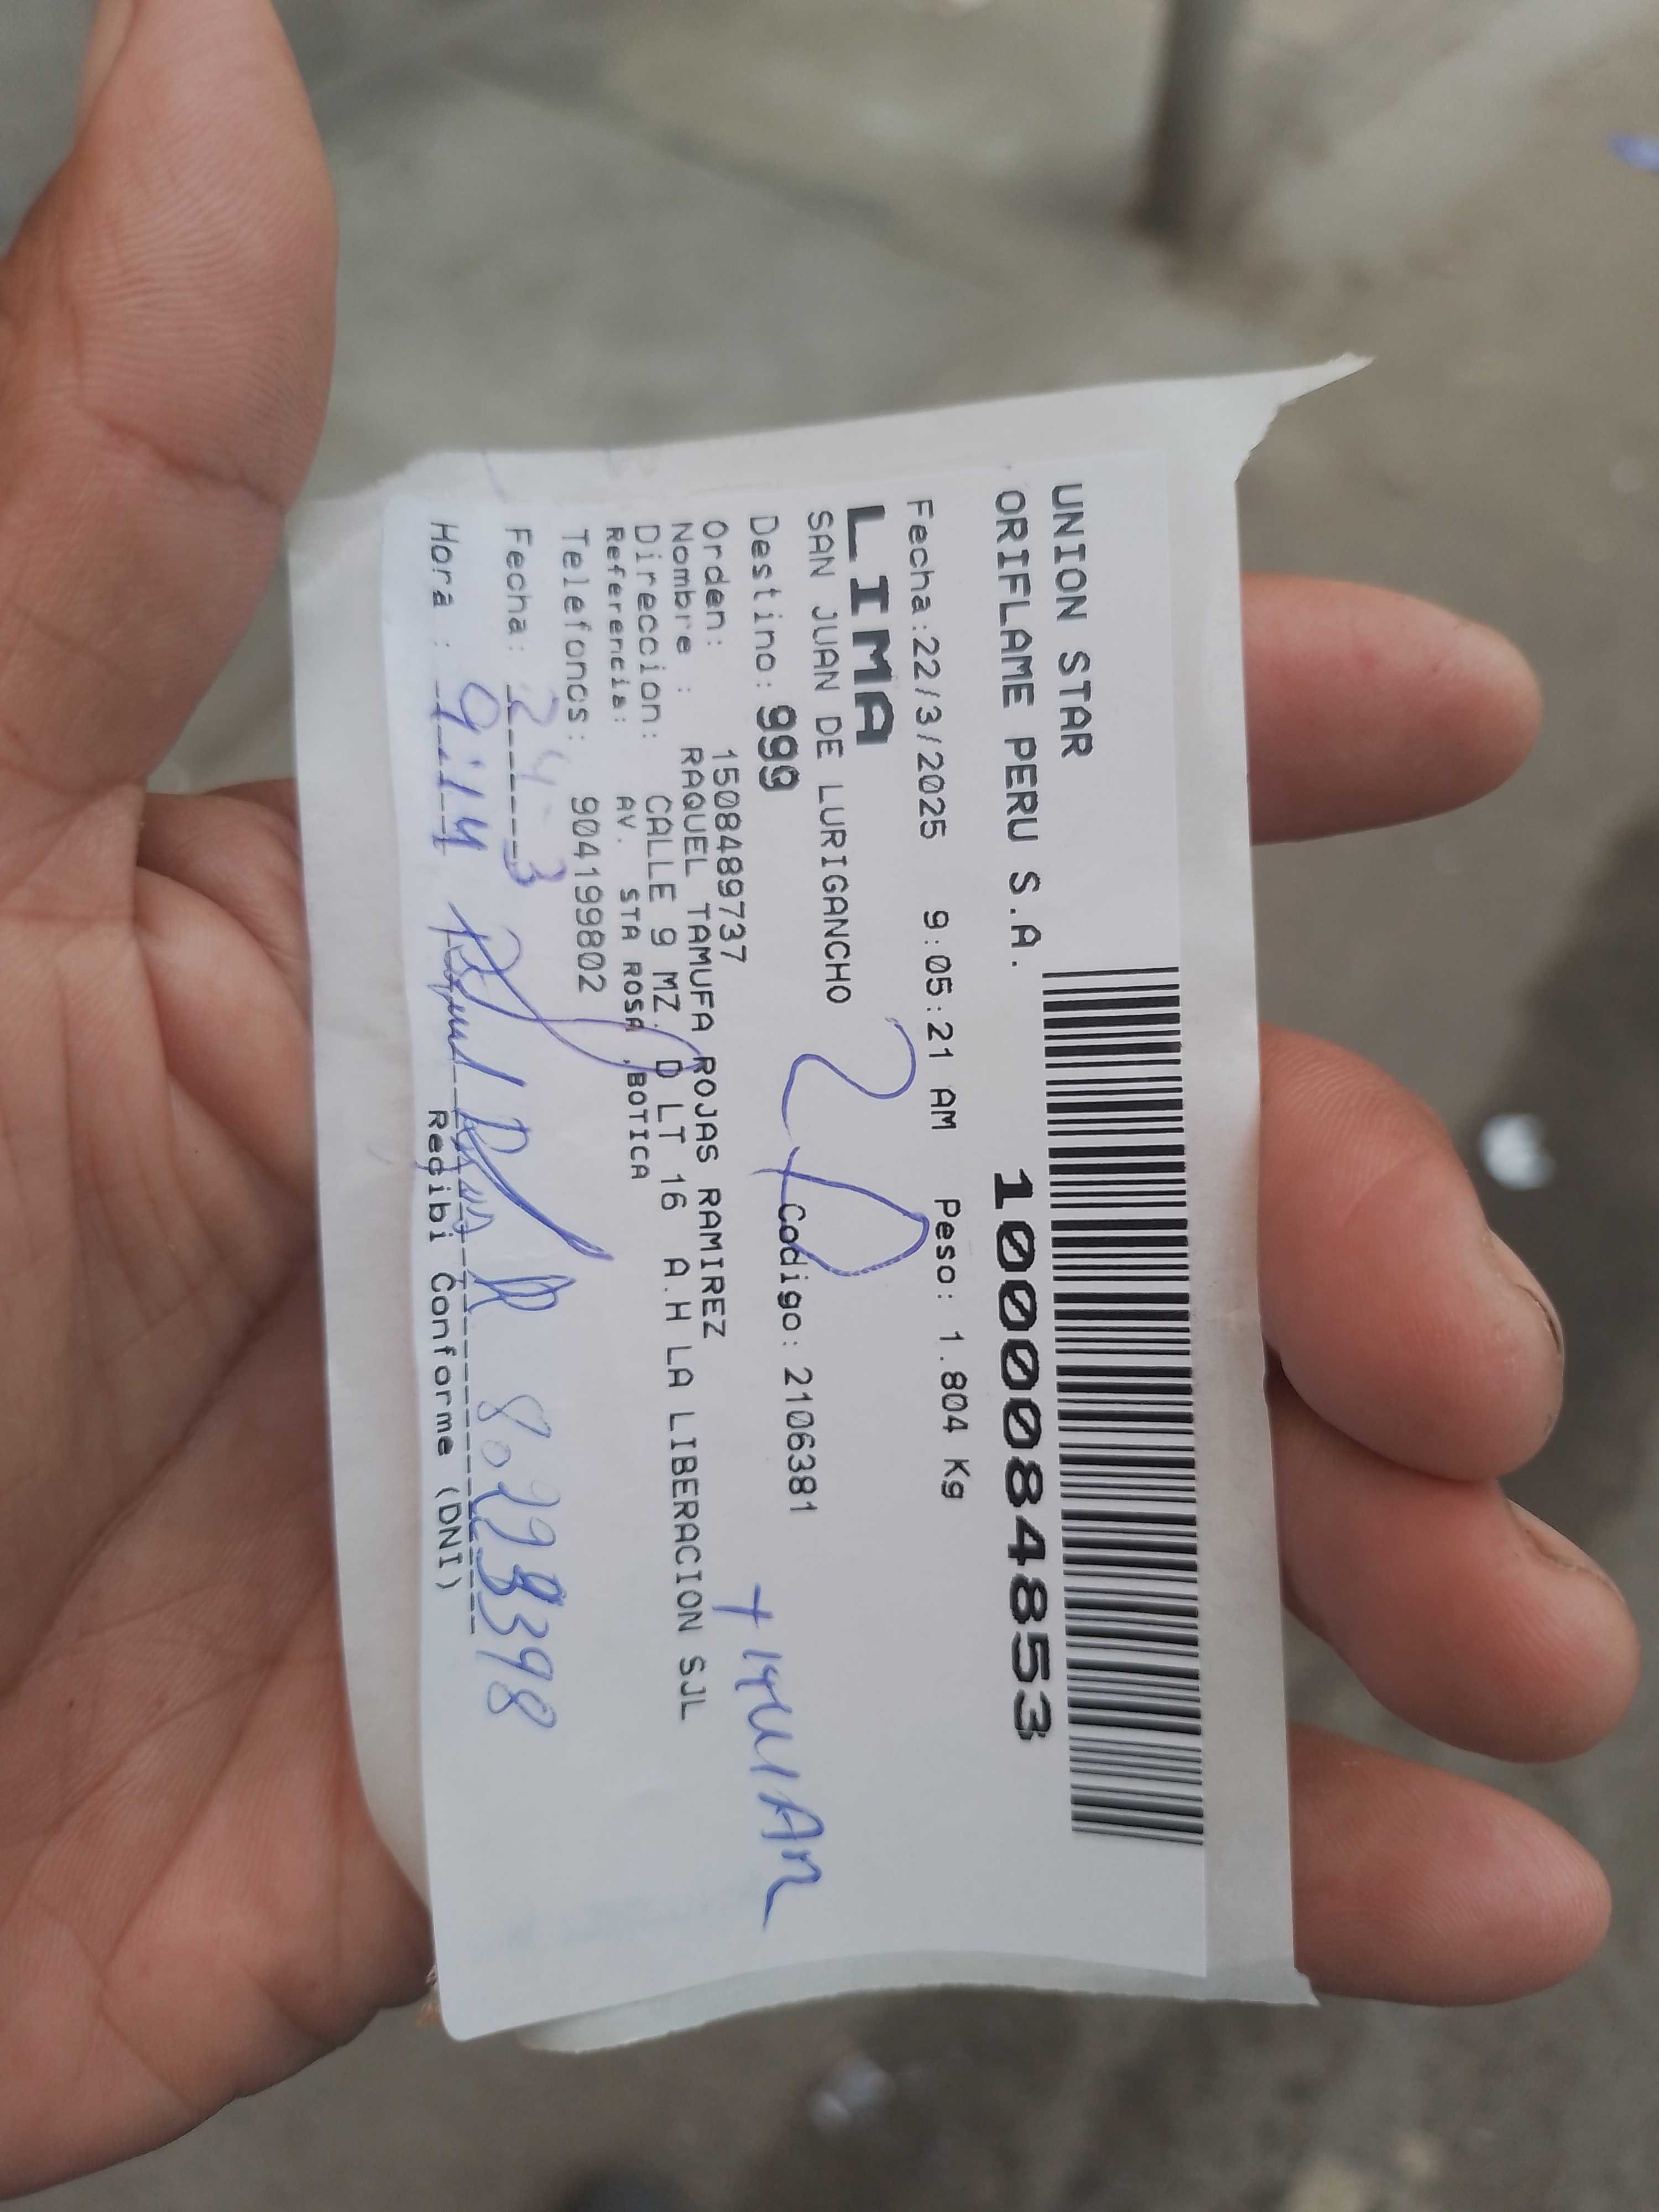 UNION STAR
ORIFLAME PERU S.A.
1000084853
Fecha:22/3/2025 9:05:21 AM Peso: 1.804 Kg
LIMA
SAN JUAN DE LURIGANCHO
Destino: 999 Codigo: 2106381
Orden: 1508489737
Nombre : RAQUEL TAMUFA ROJAS RAMIREZ
Direccion: CALLE 9 MZ. D LT 16 A.H LA LIBERACION SJL
Referencia: AV. STA ROSA ,BOTICA
Telefonos: 904199802
Fecha: 24-3
Hora : 9:14
Recibi Conforme (DNI)